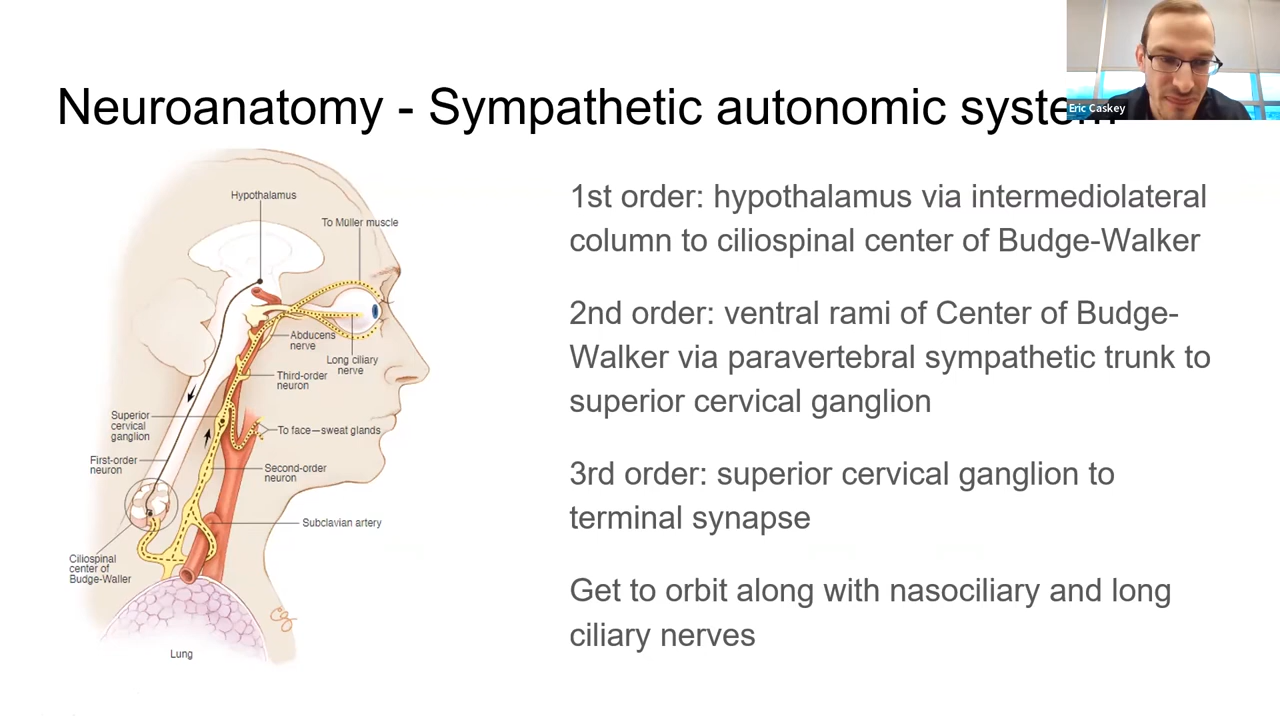 Neuroanatomy - Sympathetic autonomic system
Eric Caskey
Hypothalamus
To Müller muscle
Abducens
nerve
Long ciliary
nerve
Third-order
neuron
Superior
cervical
ganglion
To face—sweat glands
First-order
neuron
Second-order
neuron
Subclavian artery
Ciliospinal
center of
Budge-Waller
Lung
1st order: hypothalamus via intermediolateral
column to ciliospinal center of Budge-Walker
2nd order: ventral rami of Center of Budge-
Walker via paravertebral sympathetic trunk to
superior cervical ganglion
3rd order: superior cervical ganglion to
terminal synapse
Get to orbit along with nasociliary and long
ciliary nerves